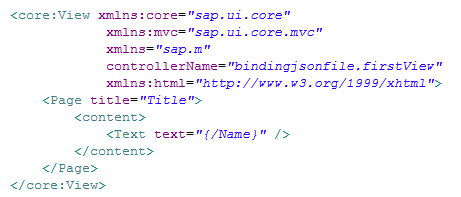 <core:View xmlns:core="sap.ui.core"
xmlns:mvc="sap.ui.core.mvc"
xmlns="sap.m"
controllerName="bindingjsonfile.firstView"
xmlns:html="http://www.w3.org/1999/xhtml">
<Page title="Title">
<content>
<Text text="{/Name}" />
</content>
</Page>
</core:View>